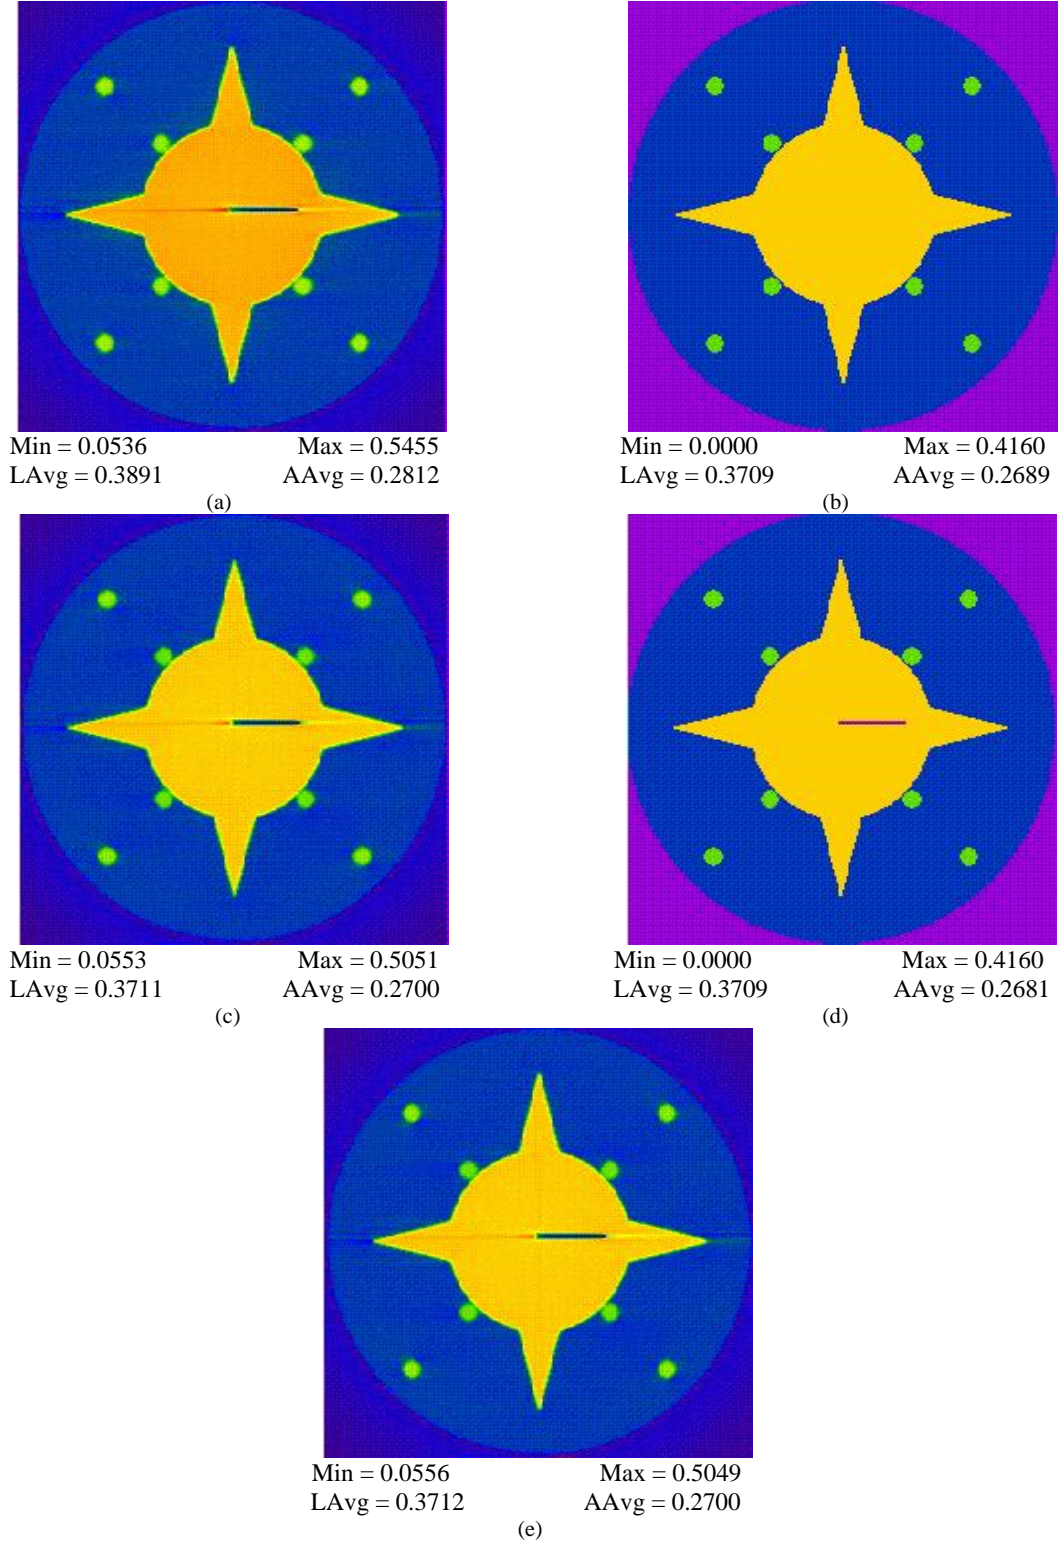 Min = 0.0536 Max = 0.5455
LAvg = 0.3891 AAvg = 0.2812
(a)
Min = 0.0000 Max = 0.4160
LAvg = 0.3709 AAvg = 0.2689
(b)
Min = 0.0553 Max = 0.5051
LAvg = 0.3711 AAvg = 0.2700
(c)
Min = 0.0000 Max = 0.4160
LAvg = 0.3709 AAvg = 0.2681
(d)
Min = 0.0556 Max = 0.5049
LAvg = 0.3712 AAvg = 0.2700
(e)